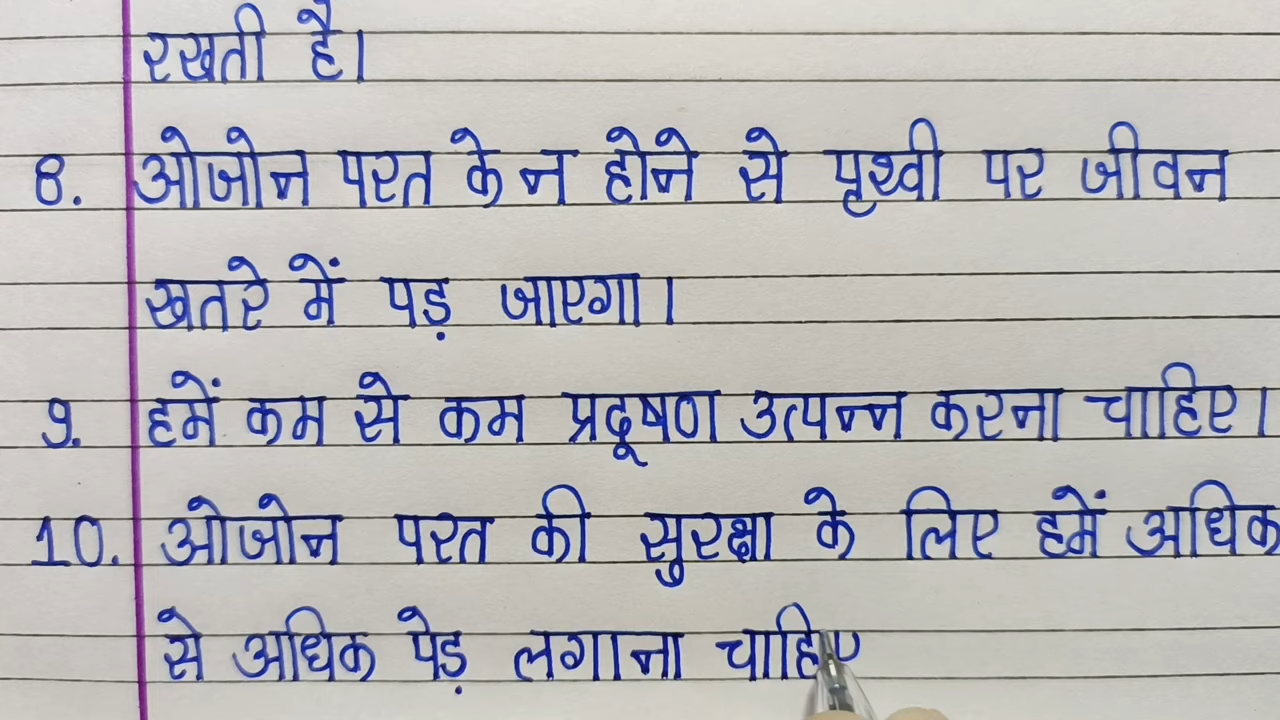 रखती है।
8. ओजोन परत के न होने से पृथ्वी पर जीवन
खतरे में पड़ जाएगा।
9. हमें कम से कम प्रदूषण उत्पन्न करना चाहिए।
10. ओजोन परत की सुरक्षा के लिए हमें अधिक
से अधिक पेड़ लगाना चाहिए